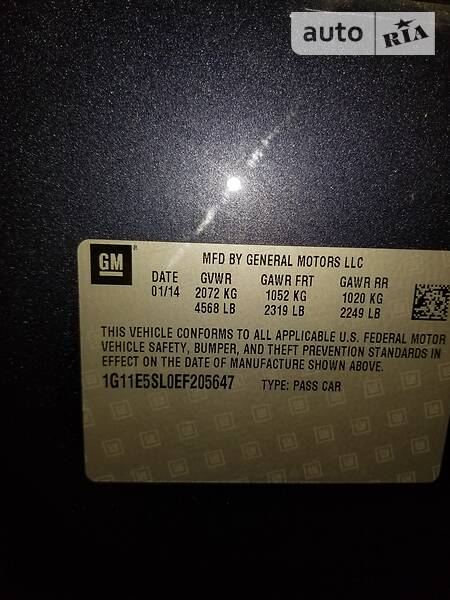 auto RIA
GM
MFD BY GENERAL MOTORS LLC
DATE GVWR GAWR FRT GAWR RR
01/14 2072 KG 1052 KG 1020 KG
4568 LB 2319 LB 2249 LB
THIS VEHICLE CONFORMS TO ALL APPLICABLE U.S. FEDERAL MOTOR
VEHICLE SAFETY, BUMPER, AND THEFT PREVENTION STANDARDS IN
EFFECT ON THE DATE OF MANUFACTURE SHOWN ABOVE.
1G11E5SL0EF205647 TYPE: PASS CAR